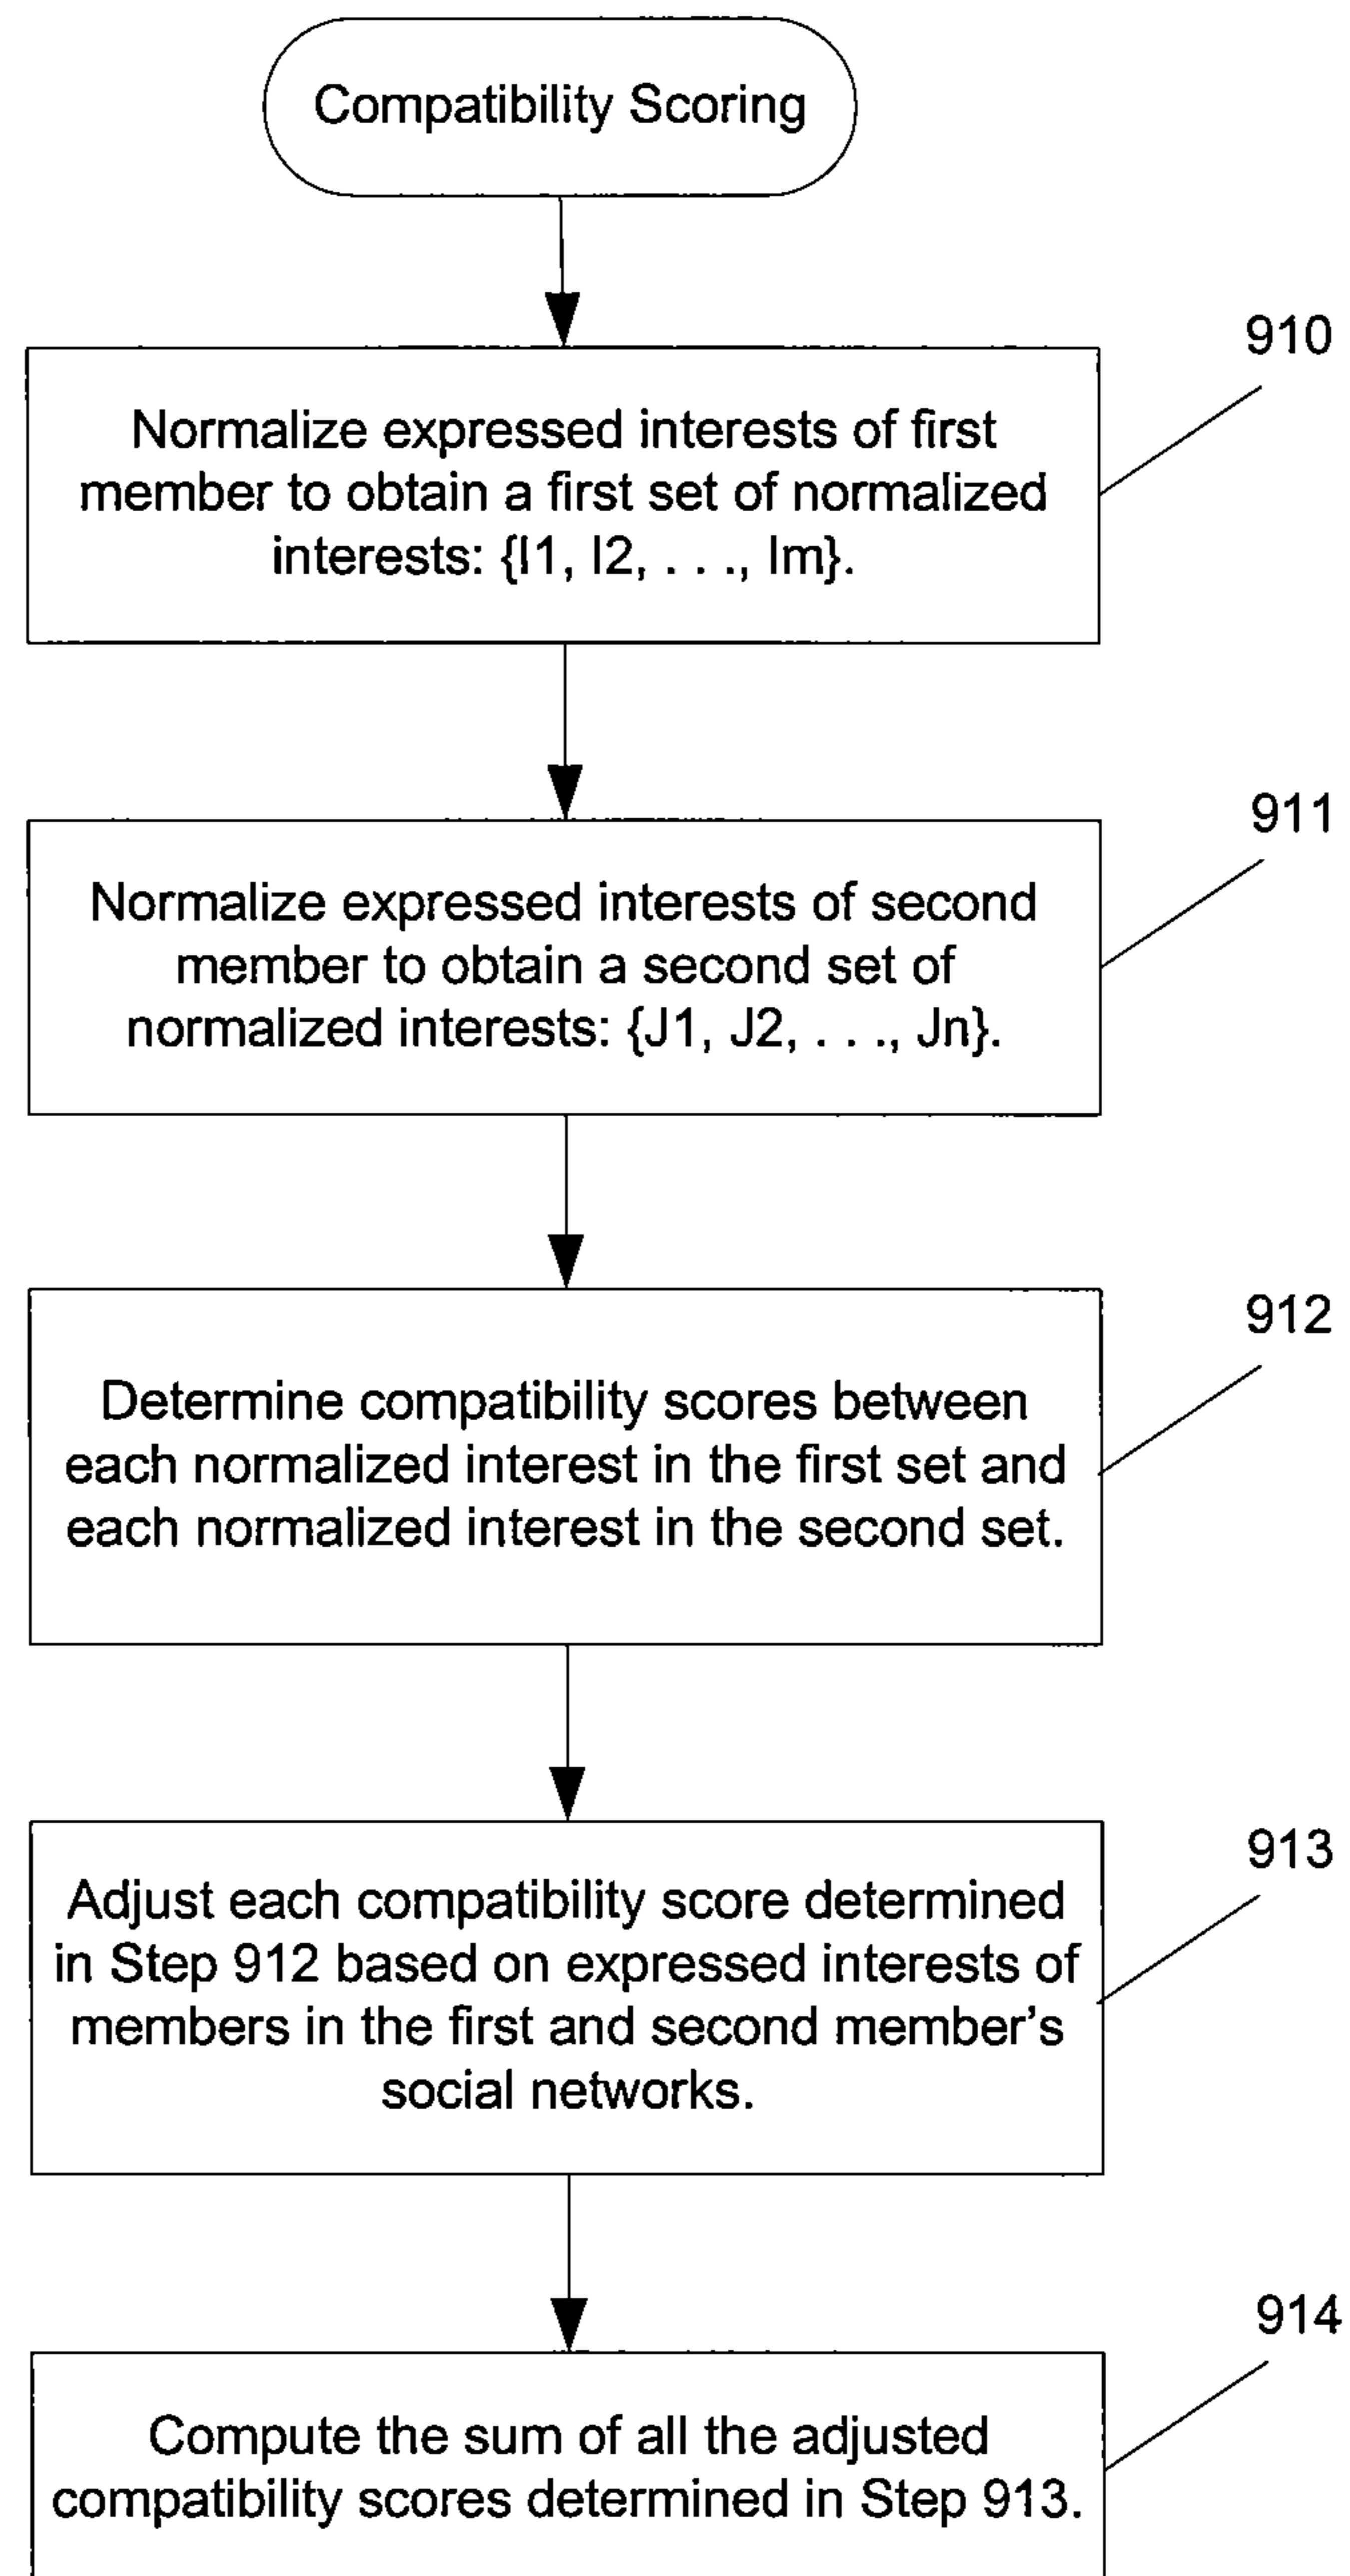 Compatibility Scoring
910
Normalize expressed interests of first
member to obtain a first set of normalized
interests: {I1, I2, . . ., Im}.
911
Normalize expressed interests of second
member to obtain a second set of
normalized interests: {J1, J2, . . ., Jn}.
912
Determine compatibility scores between
each normalized interest in the first set and
each normalized interest in the second set.
913
Adjust each compatibility score determined
in Step 912 based on expressed interests of
members in the first and second member’s
social networks.
914
Compute the sum of all the adjusted
compatibility scores determined in Step 913.